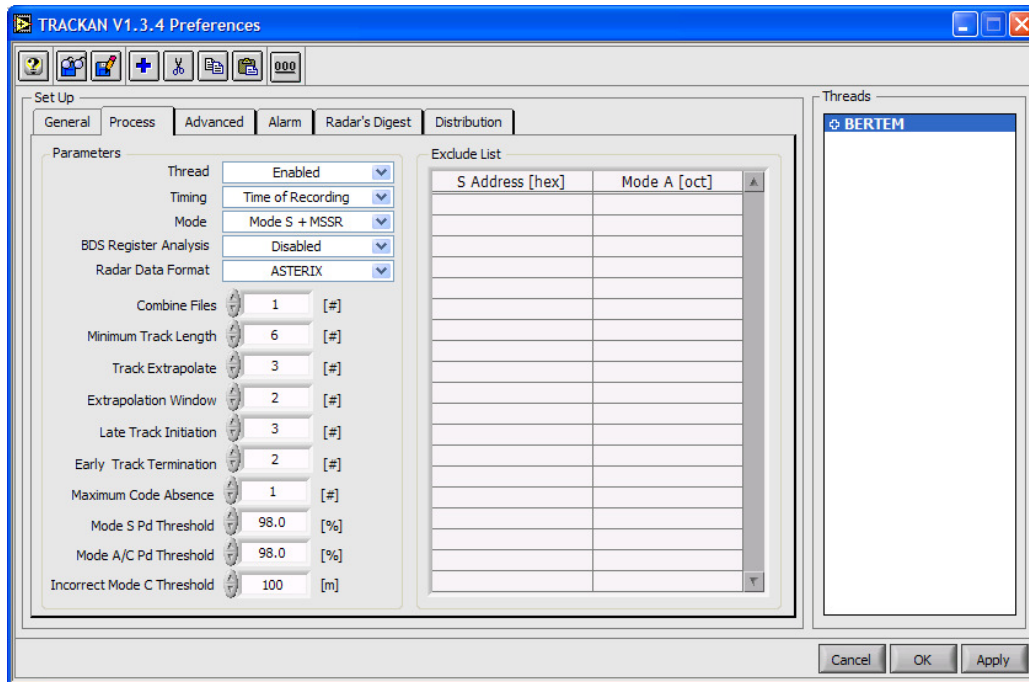 TRACKAN V1.3.4 Preferences
000
Set Up
General Process Advanced Alarm Radar's Digest Distribution
Parameters
Thread Enabled
Timing Time of Recording
Mode Mode S + MSSR
BDS Register Analysis Disabled
Radar Data Format ASTERIX
Combine Files 1 [#]
Minimum Track Length 6 [#]
Track Extrapolate 3 [#]
Extrapolation Window 2 [#]
Late Track Initiation 3 [#]
Early Track Termination 2 [#]
Maximum Code Absence 1 [#]
Mode S Pd Threshold 98.0 [%]
Mode A/C Pd Threshold 98.0 [%]
Incorrect Mode C Threshold 100 [m]
Exclude List
S Address [hex] Mode A [oct]
Threads
BERTEM
Cancel OK Apply